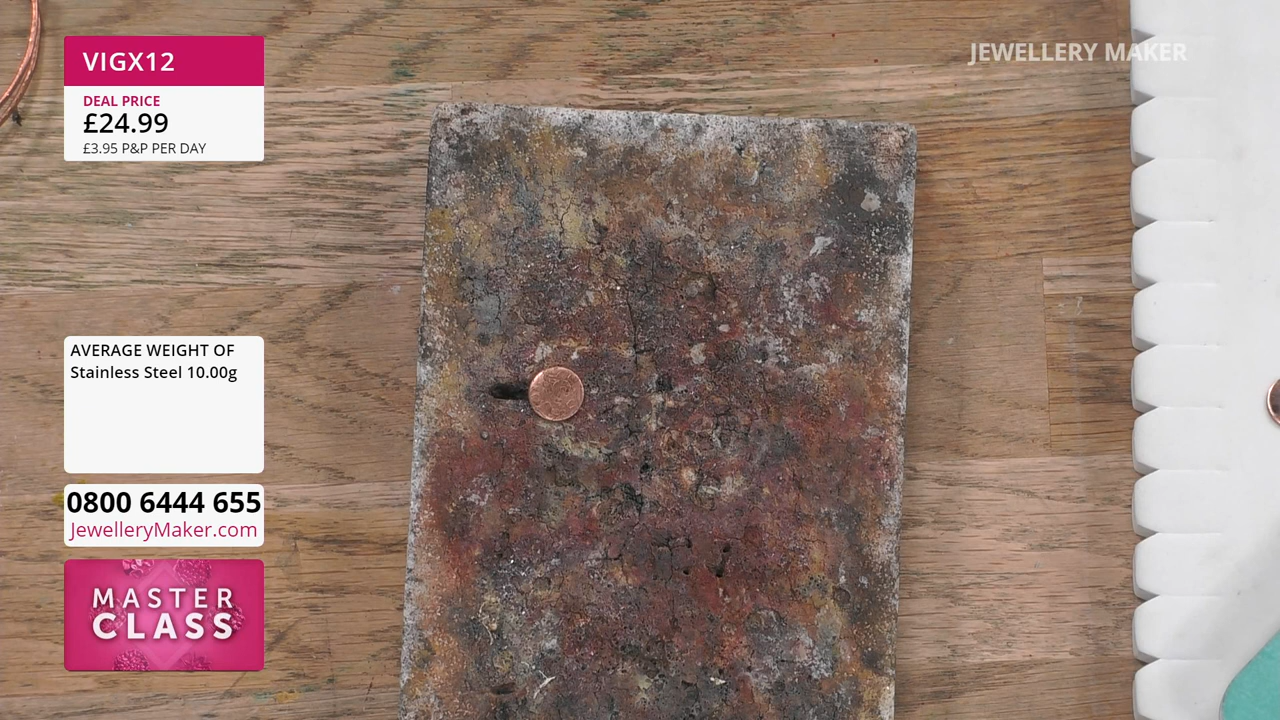 VIGX12
DEAL PRICE
£24.99
£3.95 P&P PER DAY
JEWELLERY MAKER
AVERAGE WEIGHT OF
Stainless Steel 10.00g
0800 6444 655
JewelleryMaker.com
MASTER
CLASS